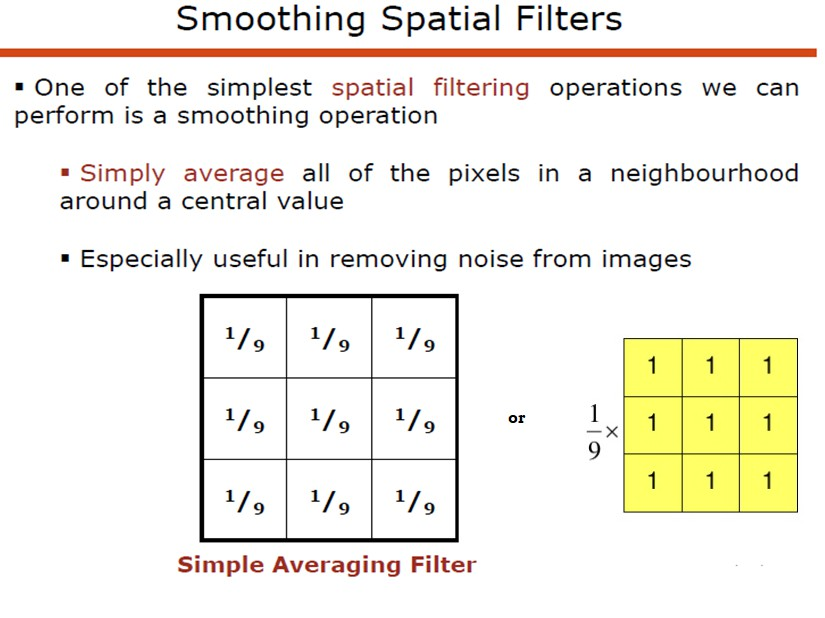 Smoothing Spatial Filters
▪ One of the simplest spatial filtering operations we can
perform is a smoothing operation
▪ Simply average all of the pixels in a neighbourhood
around a central value
▪ Especially useful in removing noise from images
1/9 1/9 1/9
1/9 1/9 1/9
1/9 1/9 1/9
or
1/9 ×
1 1 1
1 1 1
1 1 1
Simple Averaging Filter